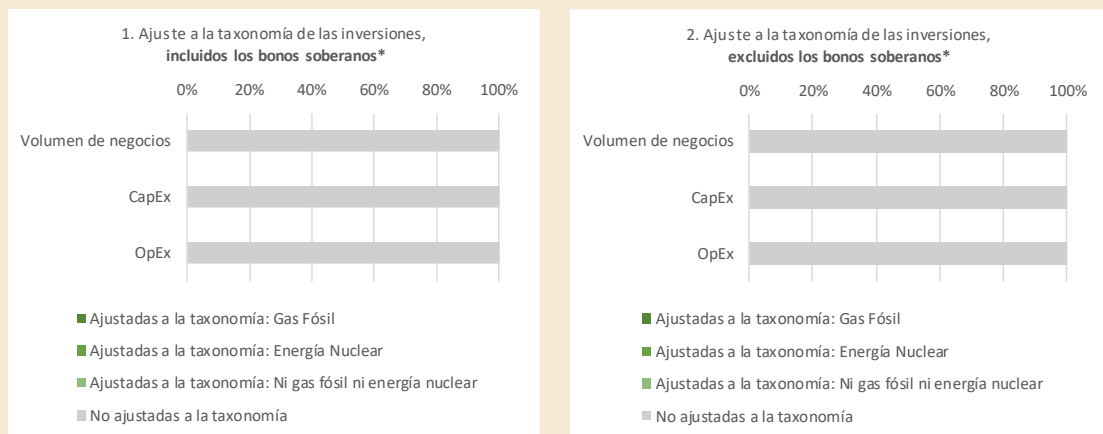 1. Ajuste a la taxonomía de las inversiones,
incluidos los bonos soberanos*
0% 20% 40% 60% 80% 100%
Volumen de negocios
CapEx
OpEx
Ajustadas a la taxonomía: Gas Fósil
Ajustadas a la taxonomía: Energía Nuclear
Ajustadas a la taxonomía: Ni gas fósil ni energía nuclear
No ajustadas a la taxonomía
2. Ajuste a la taxonomía de las inversiones,
excluidos los bonos soberanos*
0% 20% 40% 60% 80% 100%
Volumen de negocios
CapEx
OpEx
Ajustadas a la taxonomía: Gas Fósil
Ajustadas a la taxonomía: Energía Nuclear
Ajustadas a la taxonomía: Ni gas fósil ni energía nuclear
No ajustadas a la taxonomía